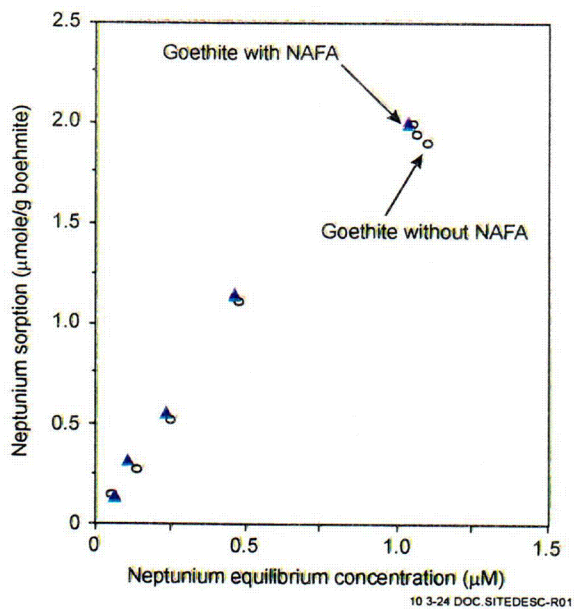 2.5
Goethite with NAFA
2.0
Goethite without NAFA
1.5
1.0
0.5
0
0
0.5
1.0
1.5
Neptunium sorption (µmole/g boehmite)
Neptunium equilibrium concentration (µM)
10 3-24 DOC.SITEDESC-R01